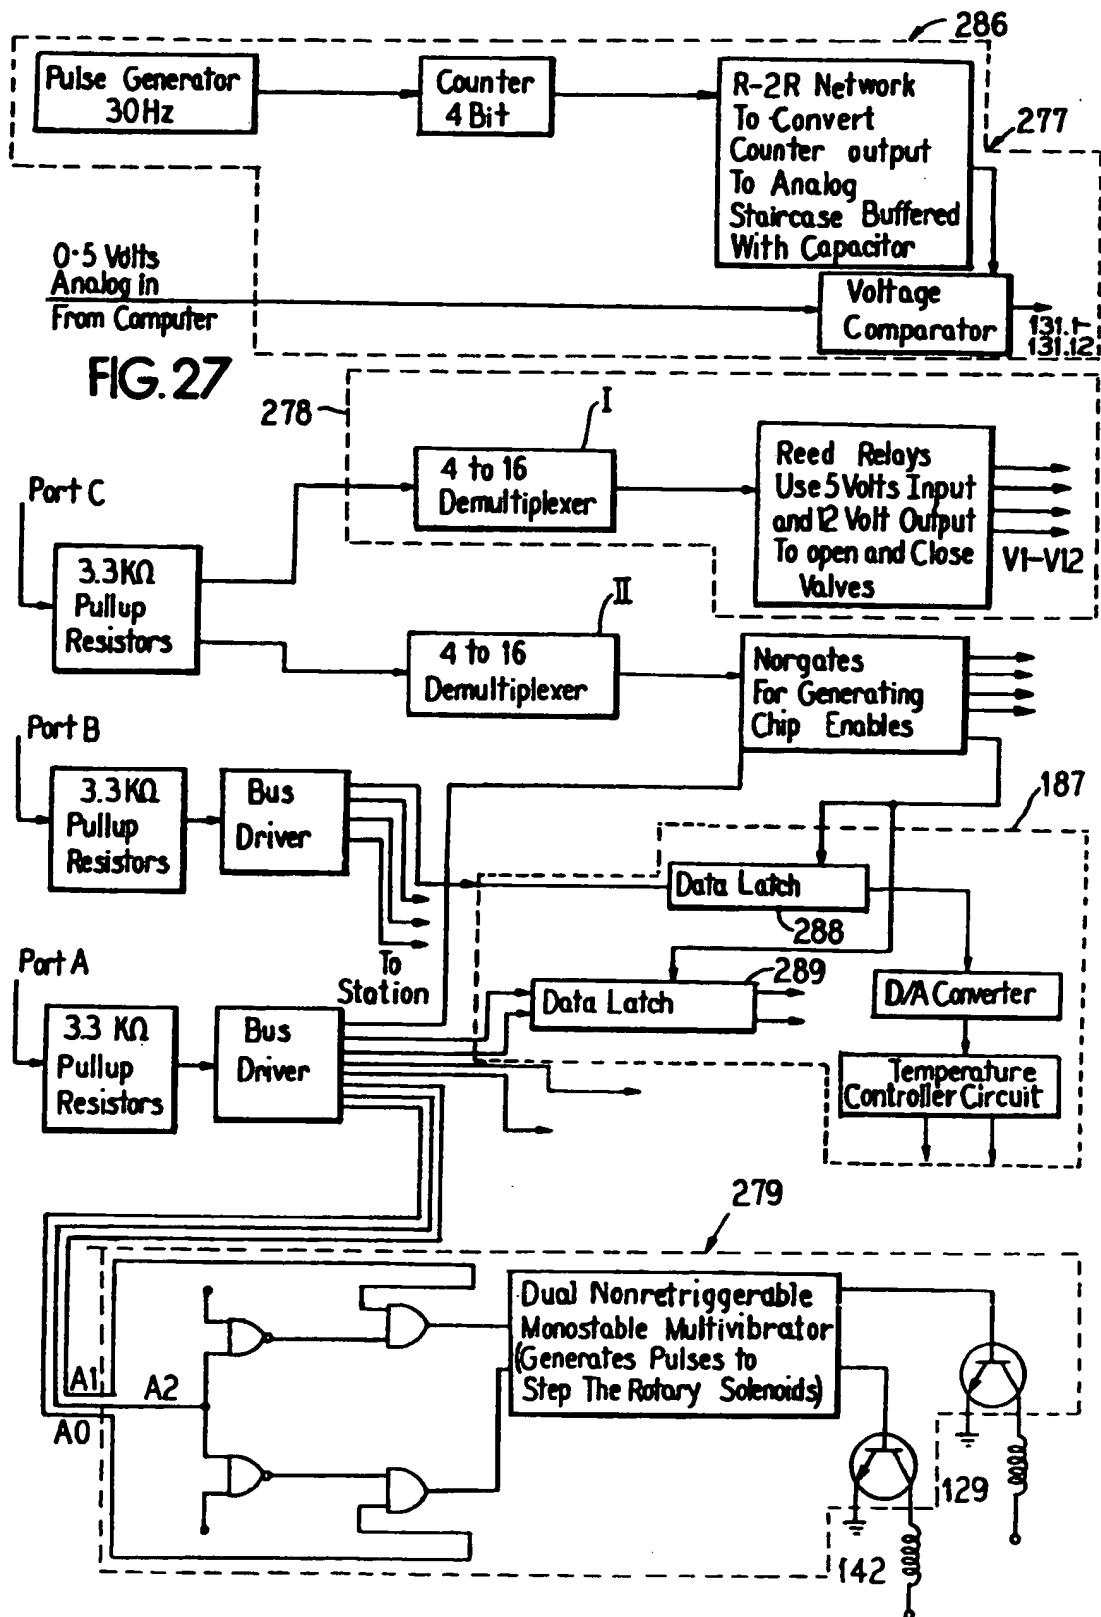 286
Pulse Generator
30Hz
Counter
4 Bit
R-2R Network
To Convert
Counter output
To Analog
Staircase Buffered
With Capacitor
277
0·5 Volts
Analog in
From Computer
Voltage
Comparator
131.1-
131.12
FIG. 27
278
I
4 to 16
Demultiplexer
Reed Relays
Use 5 Volts Input
and 12 Volt Output
To open and Close
Valves
V1-V12
Port C
3.3KΩ
Pullup
Resistors
II
4 to 16
Demultiplexer
Norgates
For Generating
Chip Enables
Port B
3.3KΩ
Pullup
Resistors
Bus
Driver
187
Data Latch
288
To
Station
Port A
3.3 KΩ
Pullup
Resistors
Bus
Driver
289
Data Latch
D/A Converter
Temperature
Controller Circuit
279
Dual Nonretriggerable
Monostable Multivibrator
(Generates Pulses to
Step The Rotary Solenoids)
A1
A2
A0
129
142